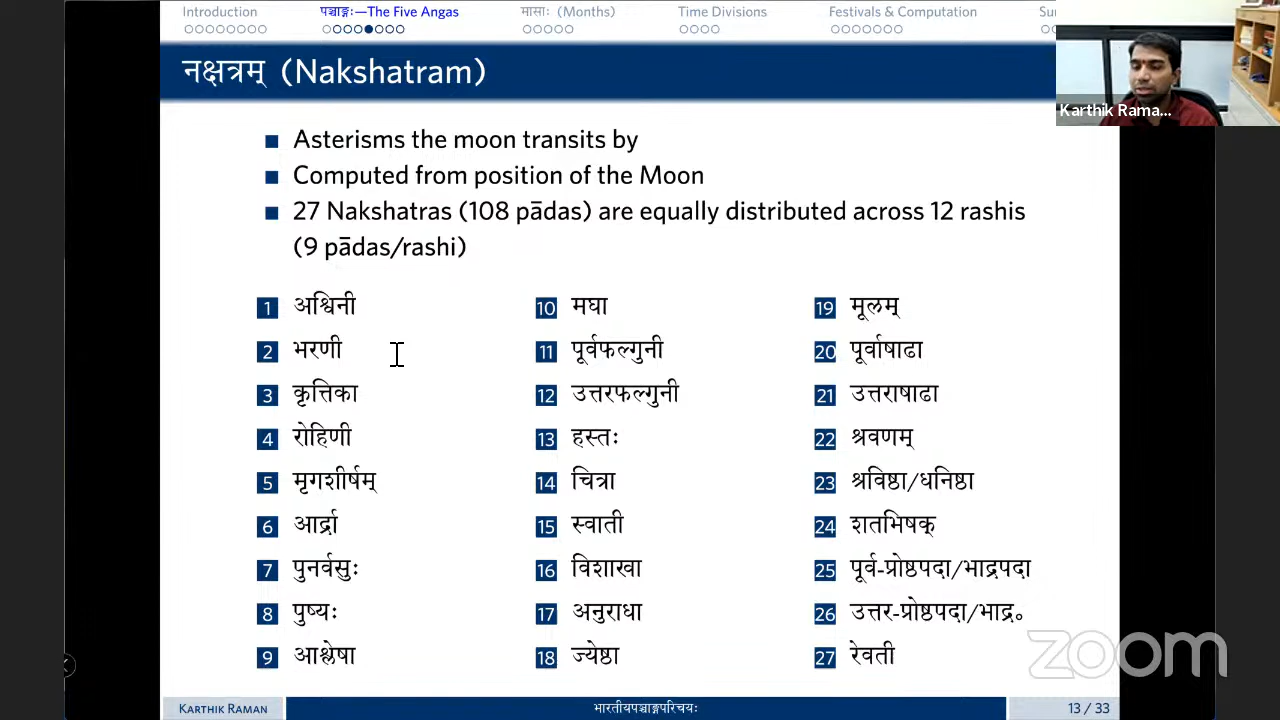 Introduction पञ्चाङ्गः—The Five Angas मासाः (Months) Time Divisions Festivals & Computation Su
नक्षत्रम् (Nakshatram)
Karthik Rama...
Asterisms the moon transits by
Computed from position of the Moon
27 Nakshatras (108 pādas) are equally distributed across 12 rashis
(9 pādas/rashi)
1 अश्विनी
2 भरणी
3 कृत्तिका
4 रोहिणी
5 मृगशीर्षम्
6 आर्द्रा
7 पुनर्वसुः
8 पुष्यः
9 आश्लेषा
10 मघा
11 पूर्वफल्गुनी
12 उत्तरफल्गुनी
13 हस्तः
14 चित्रा
15 स्वाती
16 विशाखा
17 अनुराधा
18 ज्येष्ठा
19 मूलम्
20 पूर्वाषाढा
21 उत्तराषाढा
22 श्रवणम्
23 श्रविष्ठा/धनिष्ठा
24 शतभिषक्
25 पूर्व-प्रोष्ठपदा/भाद्रपदा
26 उत्तर-प्रोष्ठपदा/भाद्र॰
27 रेवती
zoom
KARTHIK RAMAN भारतीयपञ्चाङ्गपरिचयः 13 / 33